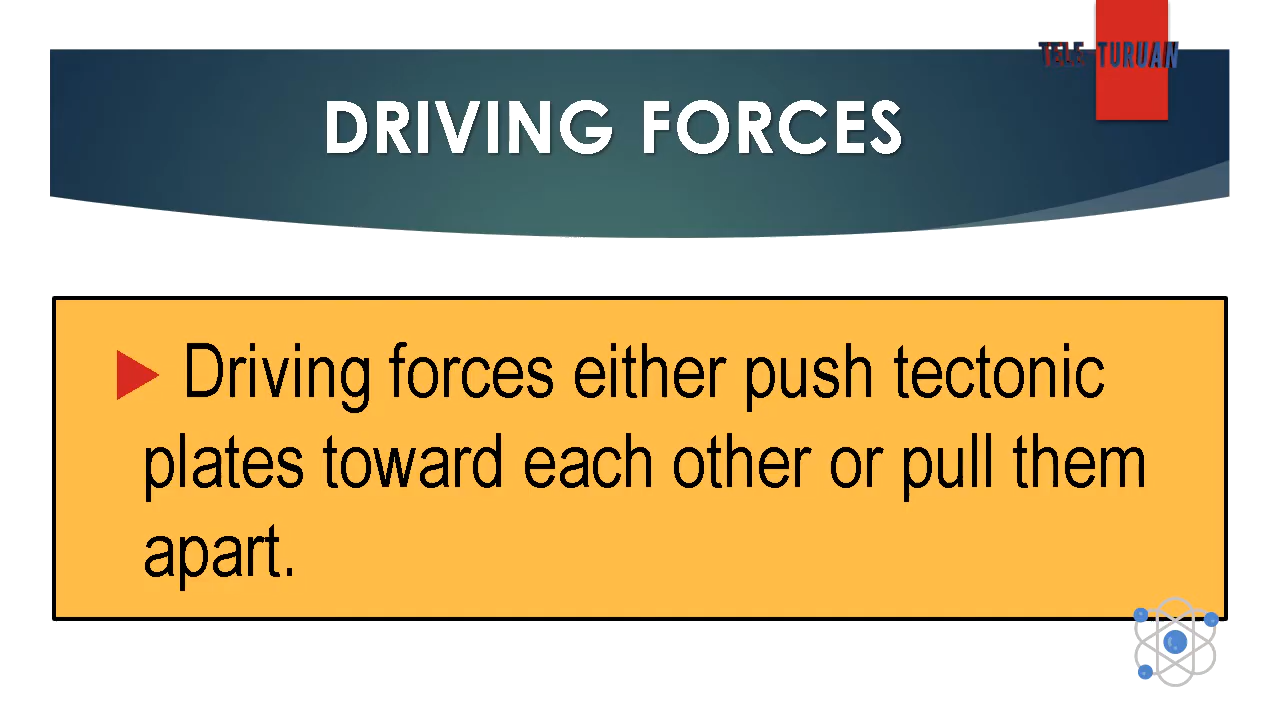 TELE TURUAN
DRIVING FORCES
Driving forces either push tectonic
plates toward each other or pull them
apart.